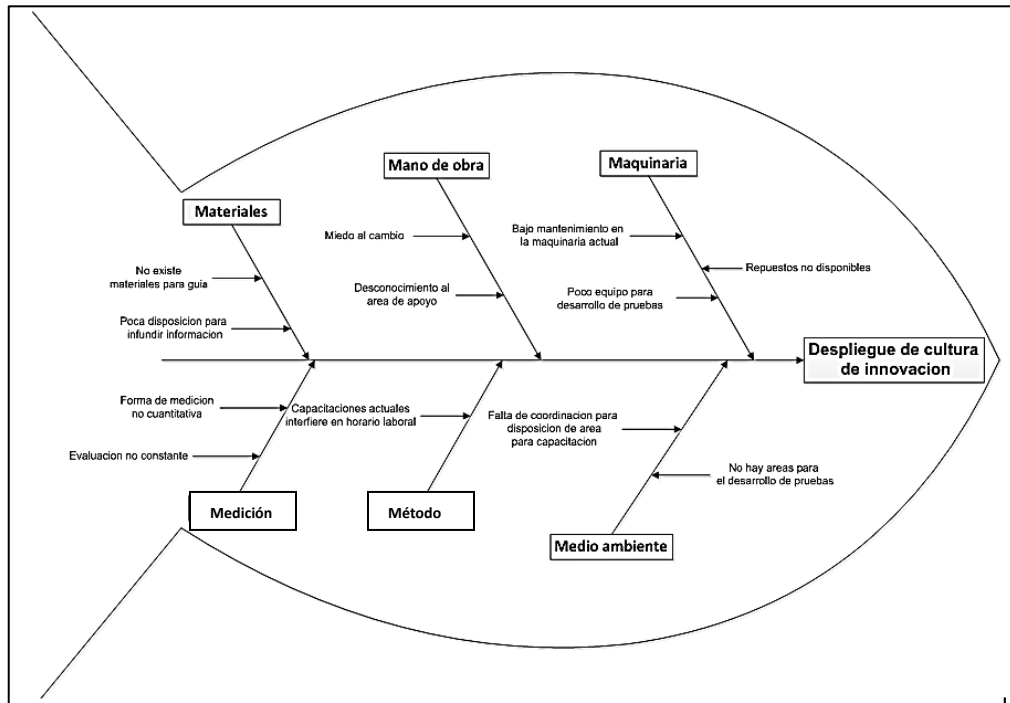 Mano de obra
Maquinaria
Materiales
Miedo al cambio
Bajo mantenimiento en
la maquinaria actual
No existe
materiales para guia
Repuestos no disponibles
Desconocimiento al
area de apoyo
Poco equipo para
desarrollo de pruebas
Poca disposicion para
infundir informacion
Despliegue de cultura
de innovacion
Forma de medicion
no cuantitativa
Capacitaciones actuales
interfiere en horario laboral
Falta de coordinacion para
disposicion de area
para capacitacion
Evaluacion no constante
No hay areas para
el desarrollo de pruebas
Medición
Método
Medio ambiente